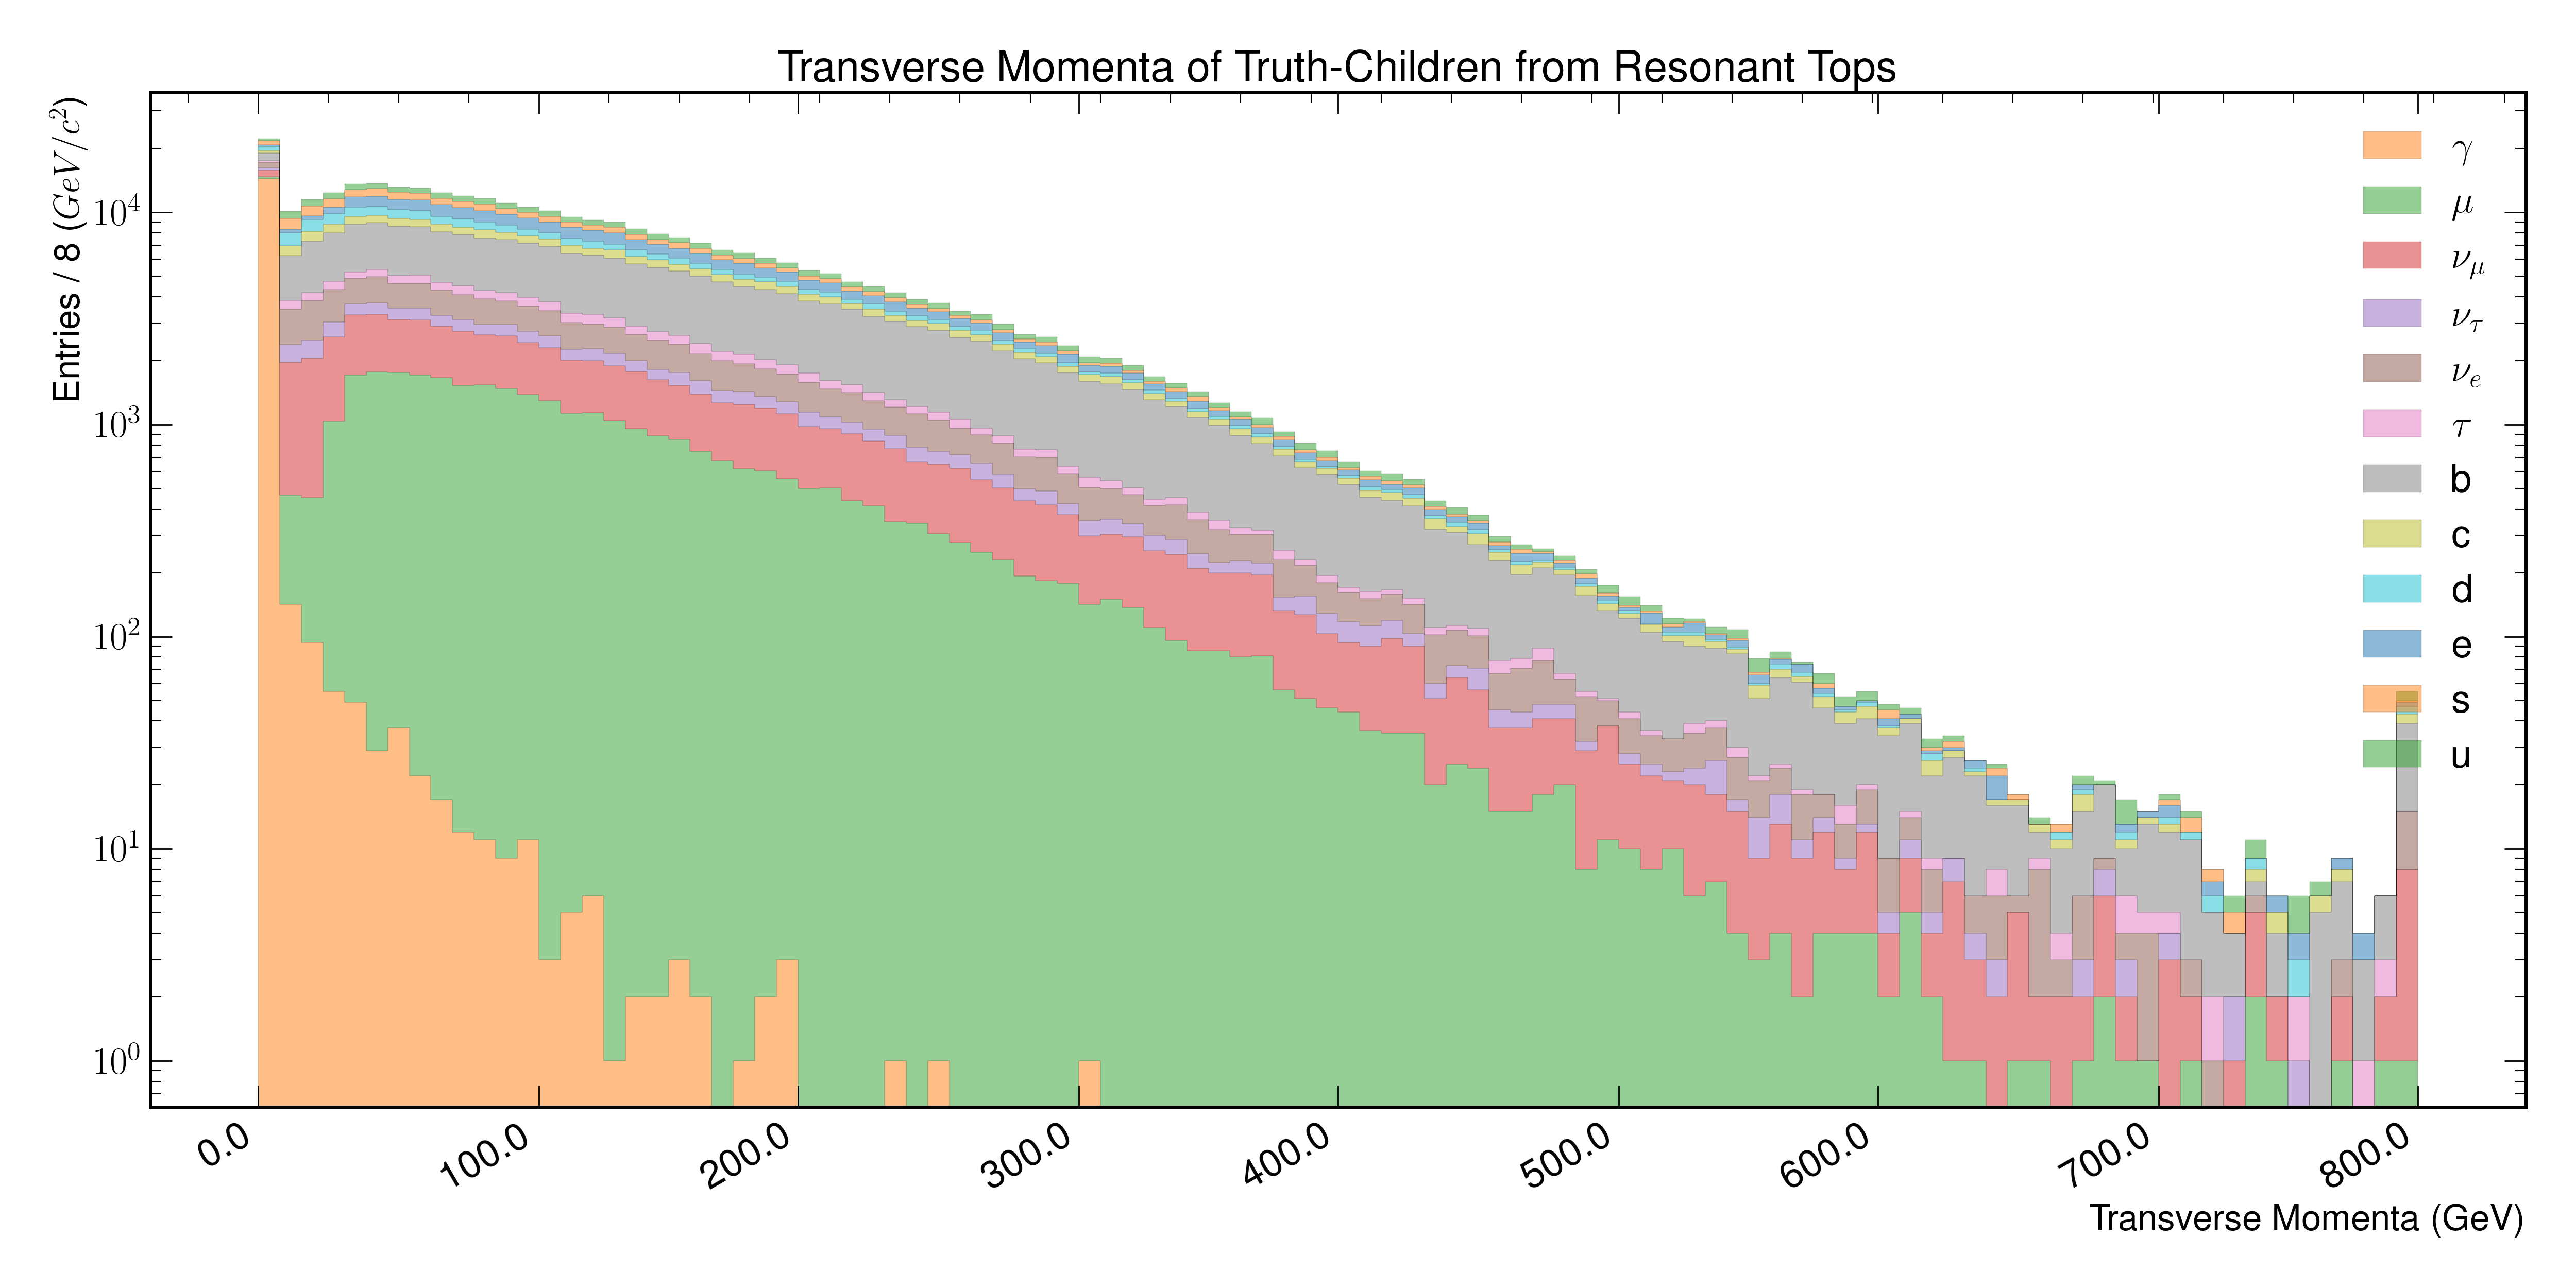 Transverse Momenta of Truth-Children from Resonant Tops
Entries / 8 (GeV/c²)
10⁴
10³
10²
10¹
10⁰
γ
μ
ν_μ
ν_τ
ν_e
τ
b
c
d
e
s
u
0.0
100.0
200.0
300.0
400.0
500.0
600.0
700.0
800.0
Transverse Momenta (GeV)